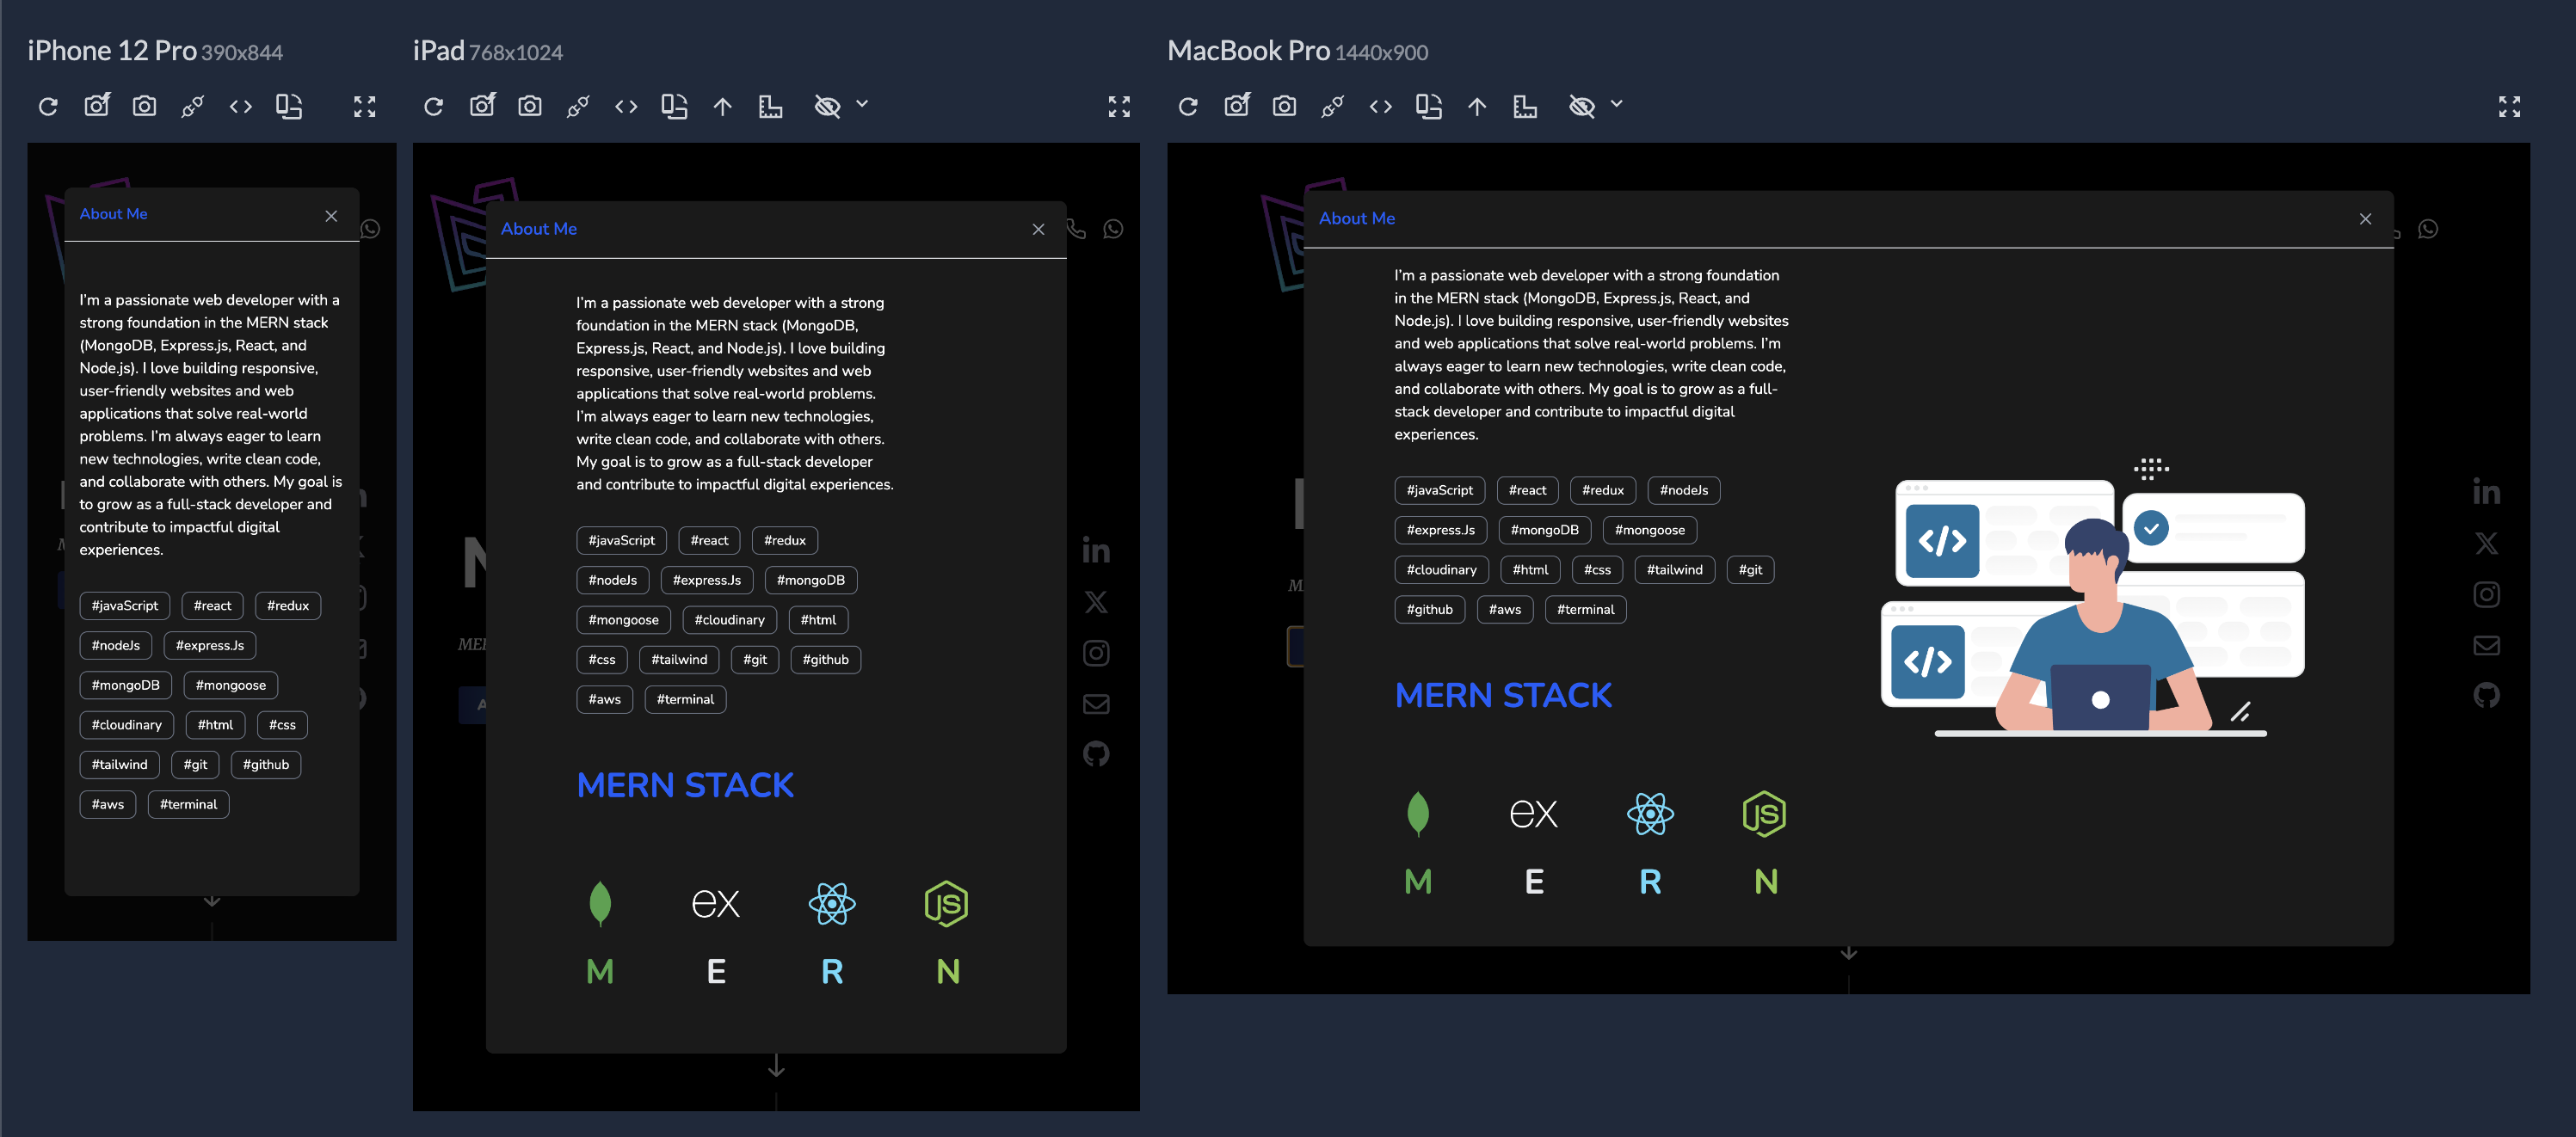 iPhone 12 Pro 390x844
About Me
I'm a passionate web developer with a
strong foundation in the MERN stack
(MongoDB, Express.js, React, and
Node.js). I love building responsive,
user-friendly websites and web
applications that solve real-world
problems. I'm always eager to learn
new technologies, write clean code,
and collaborate with others. My goal is
to grow as a full-stack developer and
contribute to impactful digital
experiences.
#javaScript #react #redux
#nodeJs #express.Js
#mongoDB #mongoose
#cloudinary #html #css
#tailwind #git #github
#aws #terminal
iPad 768x1024
About Me
I'm a passionate web developer with a strong
foundation in the MERN stack (MongoDB,
Express.js, React, and Node.js). I love building
responsive, user-friendly websites and web
applications that solve real-world problems.
I'm always eager to learn new technologies,
write clean code, and collaborate with others.
My goal is to grow as a full-stack developer
and contribute to impactful digital experiences.
#javaScript #react #redux
#nodeJs #express.Js #mongoDB
#mongoose #cloudinary #html
#css #tailwind #git #github
#aws #terminal
MERN STACK
ex JS
M E R N
MacBook Pro 1440x900
About Me
I'm a passionate web developer with a strong foundation
in the MERN stack (MongoDB, Express.js, React, and
Node.js). I love building responsive, user-friendly websites
and web applications that solve real-world problems. I'm
always eager to learn new technologies, write clean code,
and collaborate with others. My goal is to grow as a full-
stack developer and contribute to impactful digital
experiences.
#javaScript #react #redux #nodeJs
#express.Js #mongoDB #mongoose
#cloudinary #html #css #tailwind #git
#github #aws #terminal
MERN STACK
ex JS
M E R N